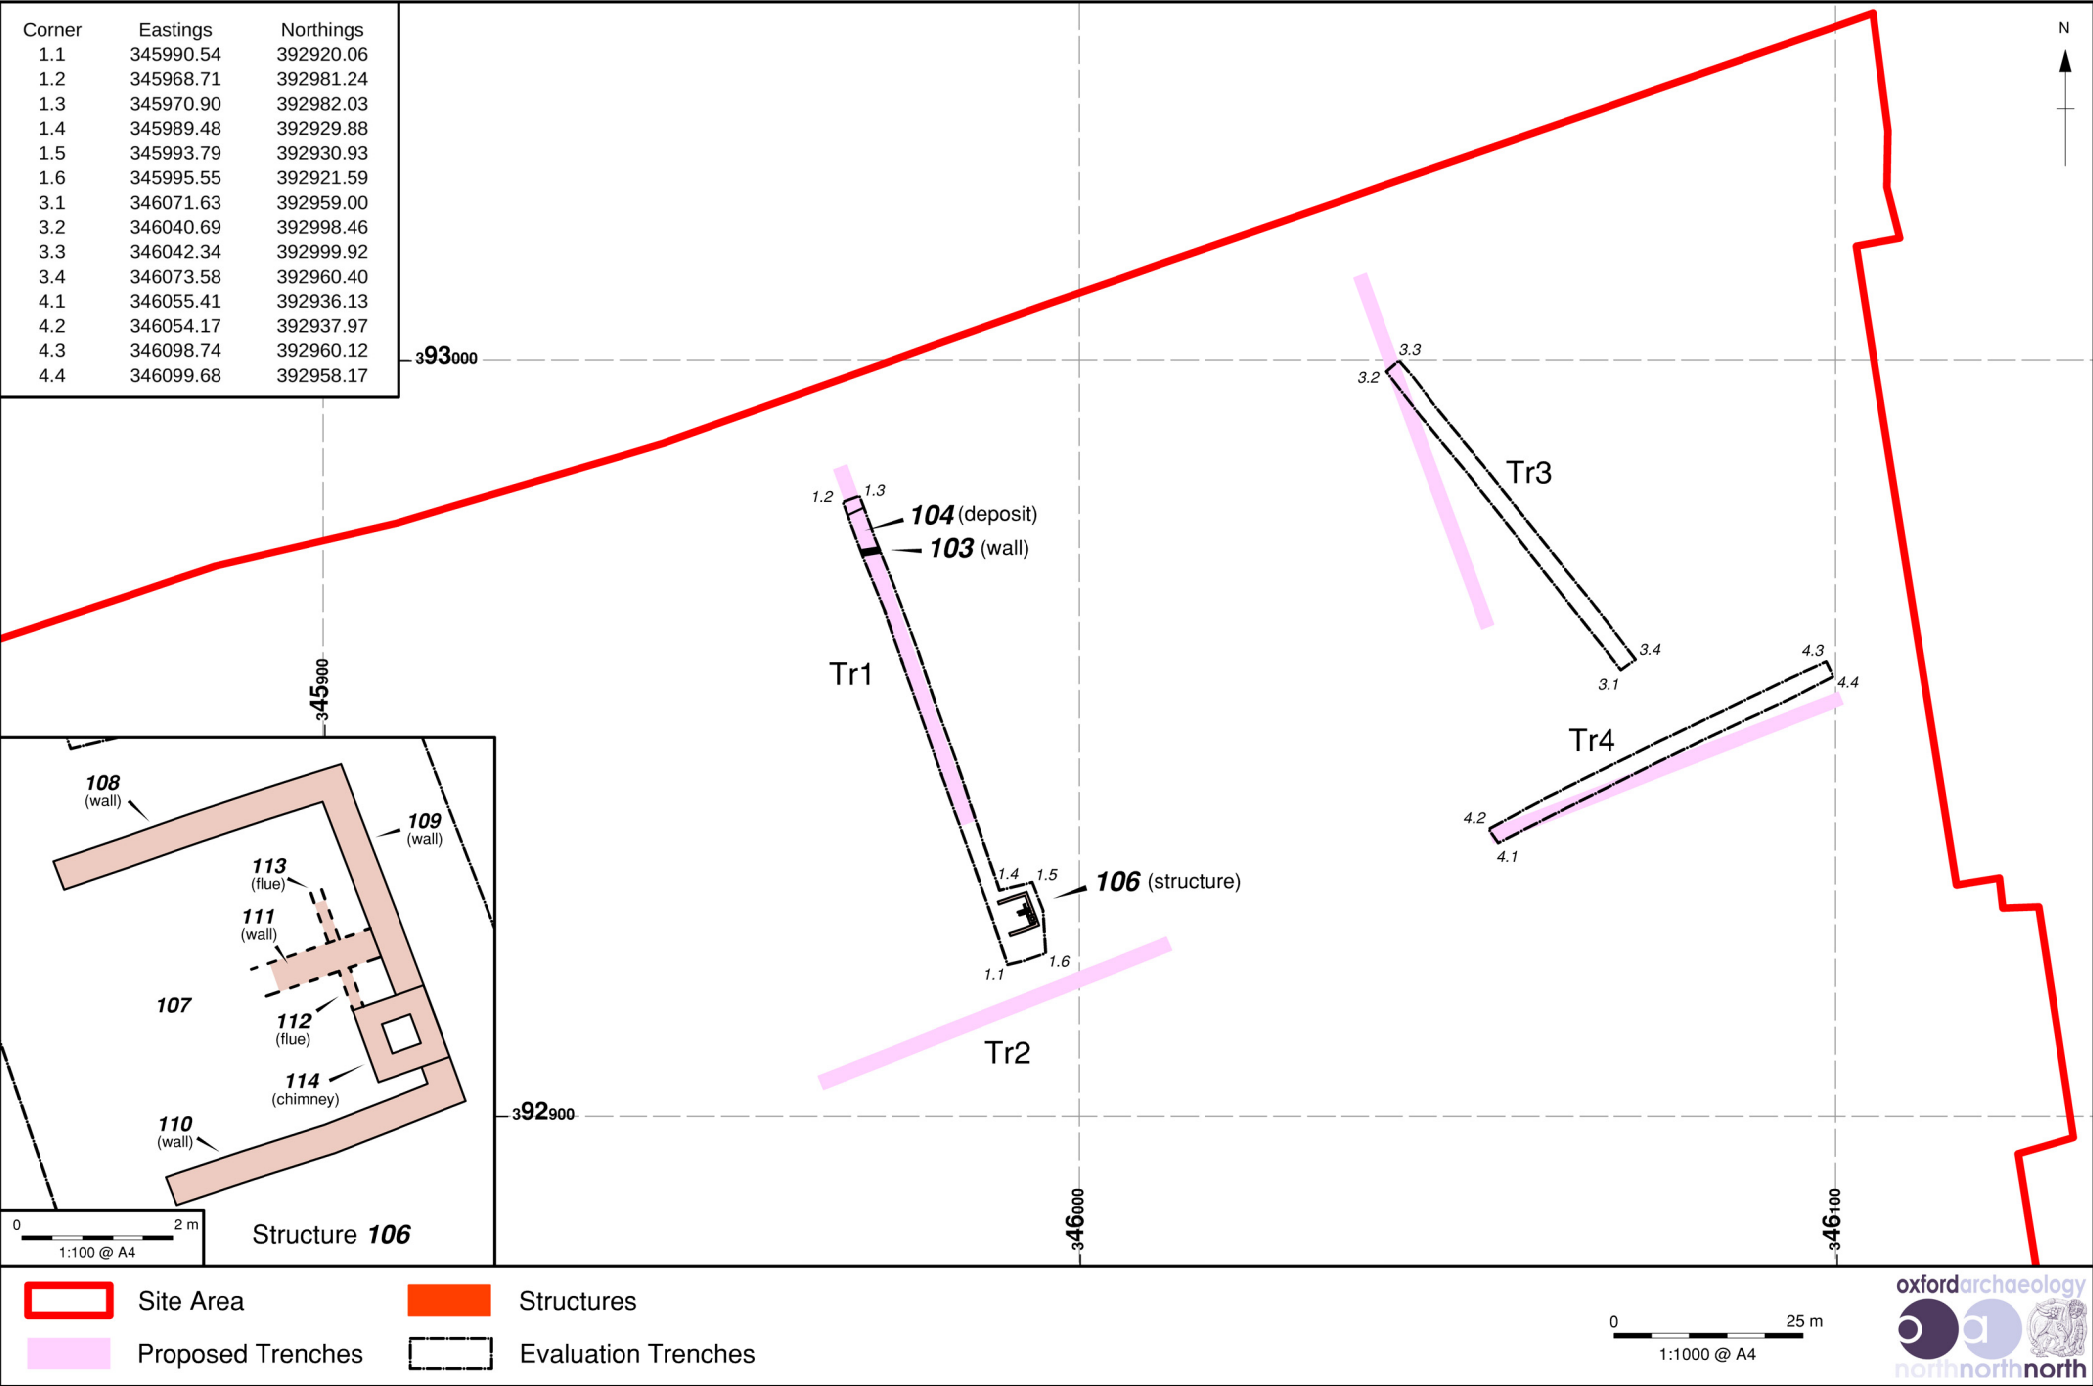 Corner Eastings Northings
1.1 345990.54 392920.06
1.2 345968.71 392981.24
1.3 345970.90 392982.03
1.4 345989.48 392929.88
1.5 345993.79 392930.93
1.6 345995.55 392921.59
3.1 346071.63 392959.00
3.2 346040.69 392998.46
3.3 346042.34 392999.92
3.4 346073.58 392960.40
4.1 346055.41 392936.13
4.2 346054.17 392937.97
4.3 346098.74 392960.12
4.4 346099.68 392958.17
N
393000
3.3
3.2
Tr3
1.2
1.3
104 (deposit)
103 (wall)
Tr1
3.4
3.1
4.3
4.4
Tr4
4.2
4.1
1.4
1.5
106 (structure)
1.1
1.6
Tr2
345900
392900
346000
346100
108
(wall)
109
(wall)
113
(flue)
111
(wall)
107
112
(flue)
114
(chimney)
110
(wall)
0 2 m
1:100 @ A4
Structure 106
Site Area
Structures
Proposed Trenches
Evaluation Trenches
0 25 m
1:1000 @ A4
oxfordarchaeology
oa
northnorthnorth